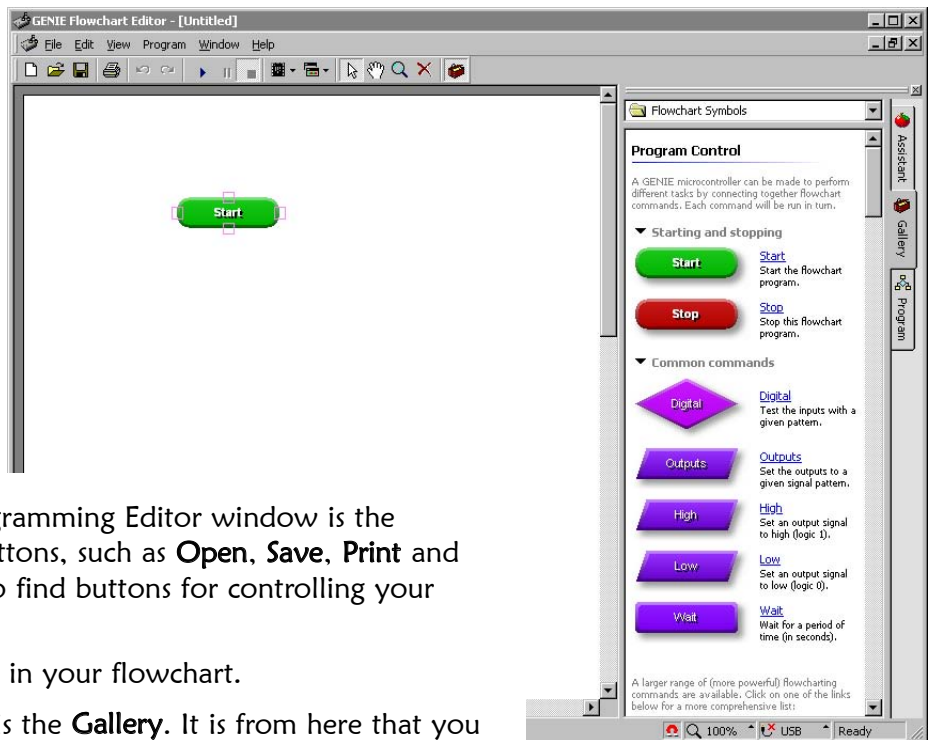 GENIE Flowchart Editor - [Untitled]
File Edit View Program Window Help
Flowchart Symbols
Program Control
A GENIE microcontroller can be made to perform
different tasks by connecting together flowchart
commands. Each command will be run in turn.
Starting and stopping
Start
Start
Start the flowchart
program.
Stop
Stop
Stop this flowchart
program.
Common commands
Digital
Digital
Test the inputs with a
given pattern.
Outputs
Outputs
Set the outputs to a
given signal pattern.
High
High
Set an output signal
to high (logic 1).
Low
Low
Set an output signal
to low (logic 0).
Wait
Wait
Wait for a period of
time (in seconds).
A larger range of (more powerful) flowcharting
commands are available. Click on one of the links
below for a more comprehensive list:
Assistant
Gallery
Program
Start
100% USB Ready
gramming Editor window is the
ttons, such as Open, Save, Print and
o find buttons for controlling your
in your flowchart.
s the Gallery. It is from here that you